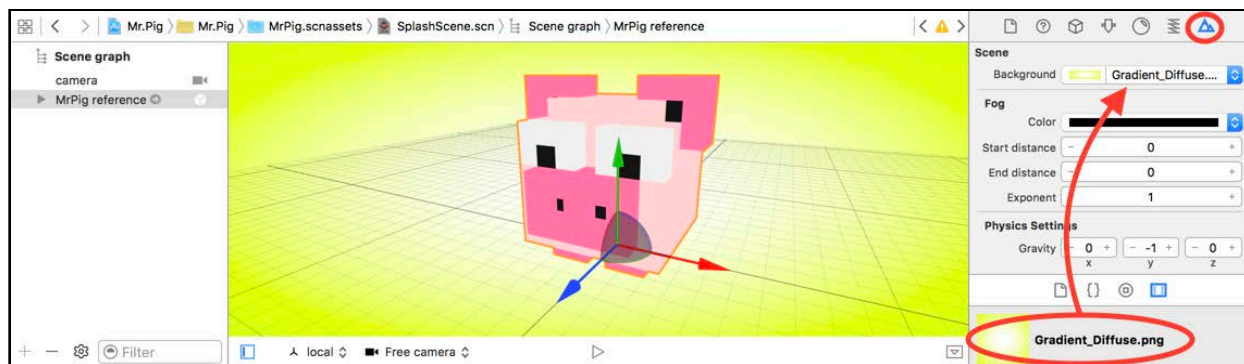 Mr.Pig Mr.Pig MrPig.scnassets SplashScene.scn Scene graph MrPig reference
Scene graph
camera
MrPig reference
Filter
local Free camera
Scene
Background Gradient_Diffuse....
Fog
Color
Start distance − 0 +
End distance − 0 +
Exponent 1 +
Physics Settings
Gravity − 0 + − -1 + − 0 +
x y z
{}
Gradient_Diffuse.png